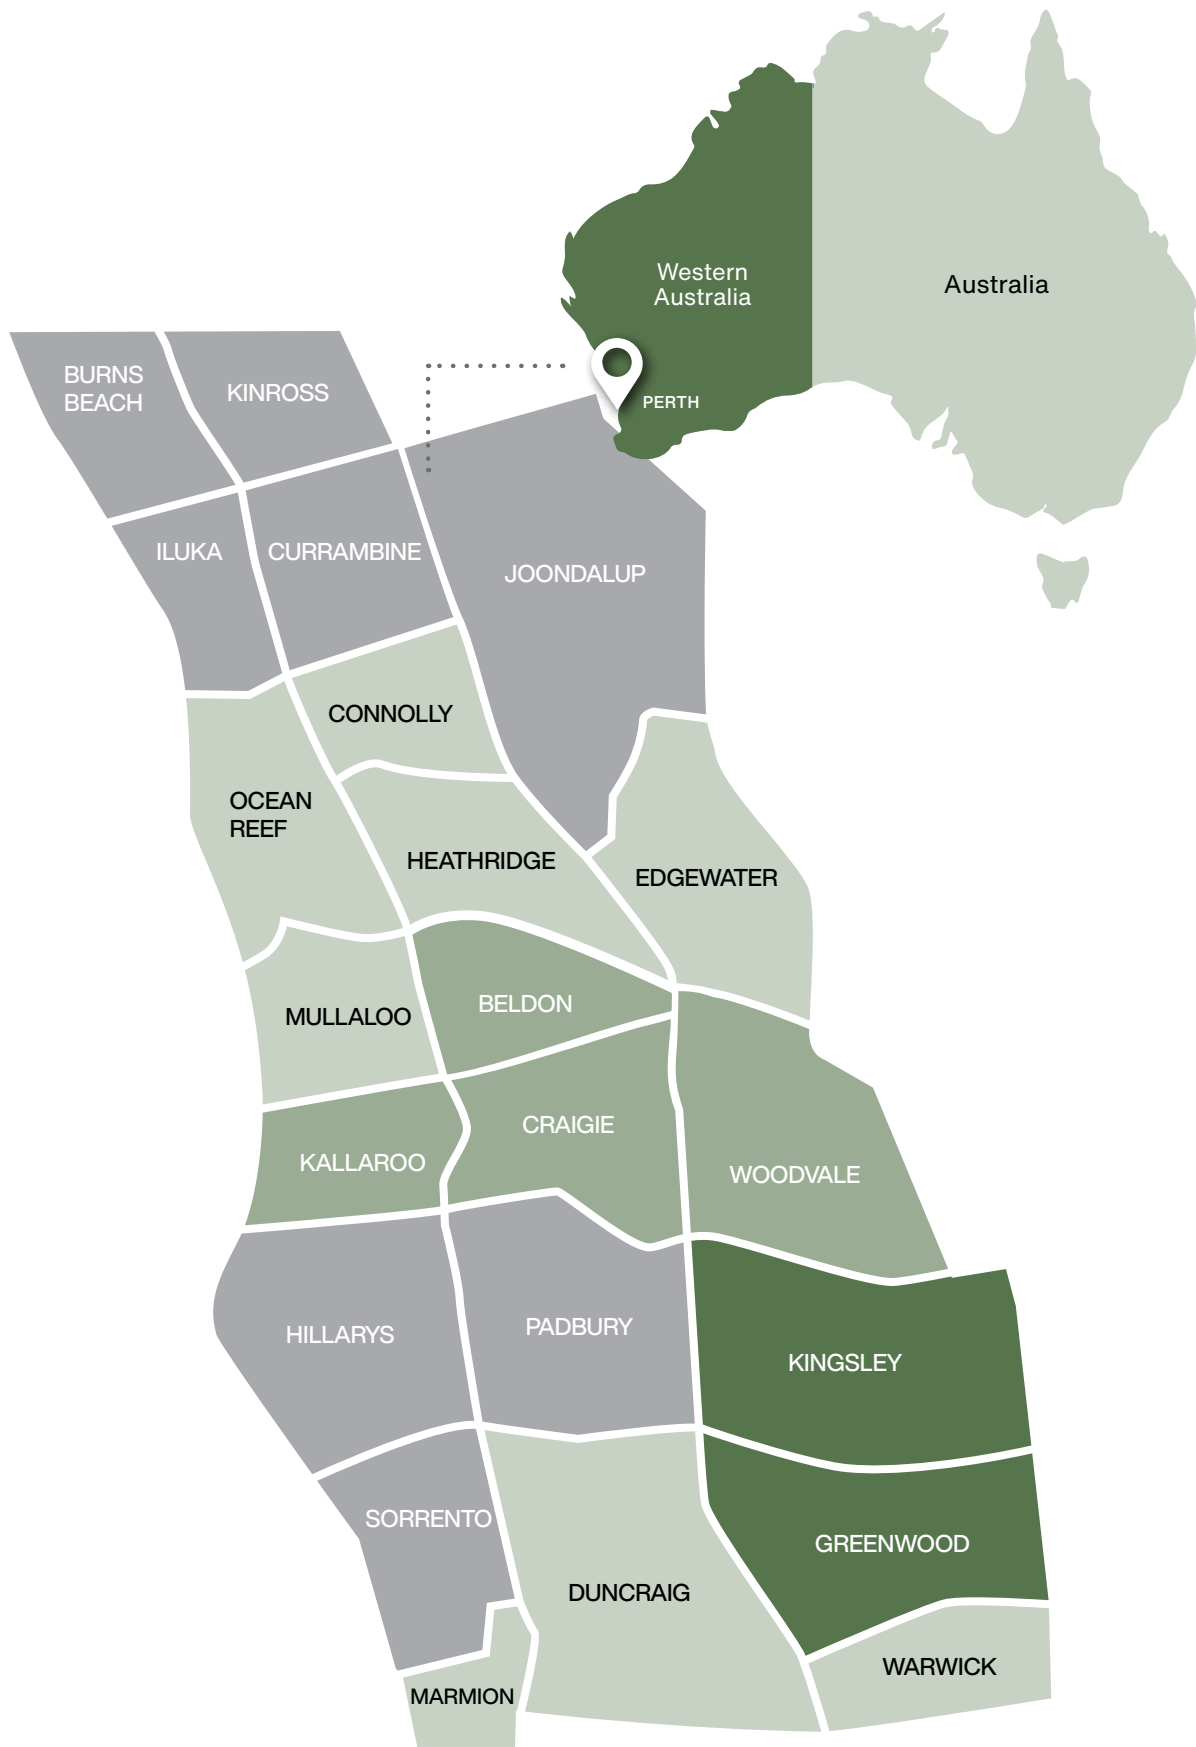 Western
Australia
Australia
PERTH
BURNS
BEACH
KINROSS
ILUKA
CURRAMBINE
JOONDALUP
CONNOLLY
OCEAN
REEF
HEATHRIDGE
EDGEWATER
MULLALOO
BELDON
CRAIGIE
KALLAROO
WOODVALE
HILLARYS
PADBURY
KINGSLEY
SORRENTO
GREENWOOD
DUNCRAIG
WARWICK
MARMION